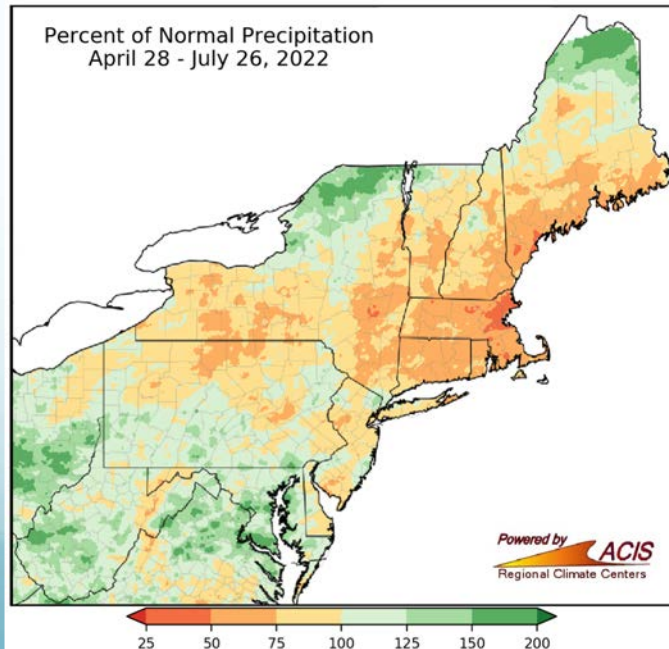 Percent of Normal Precipitation
April 28 - July 26, 2022
Powered by
ACIS
Regional Climate Centers
25 50 75 100 125 150 200